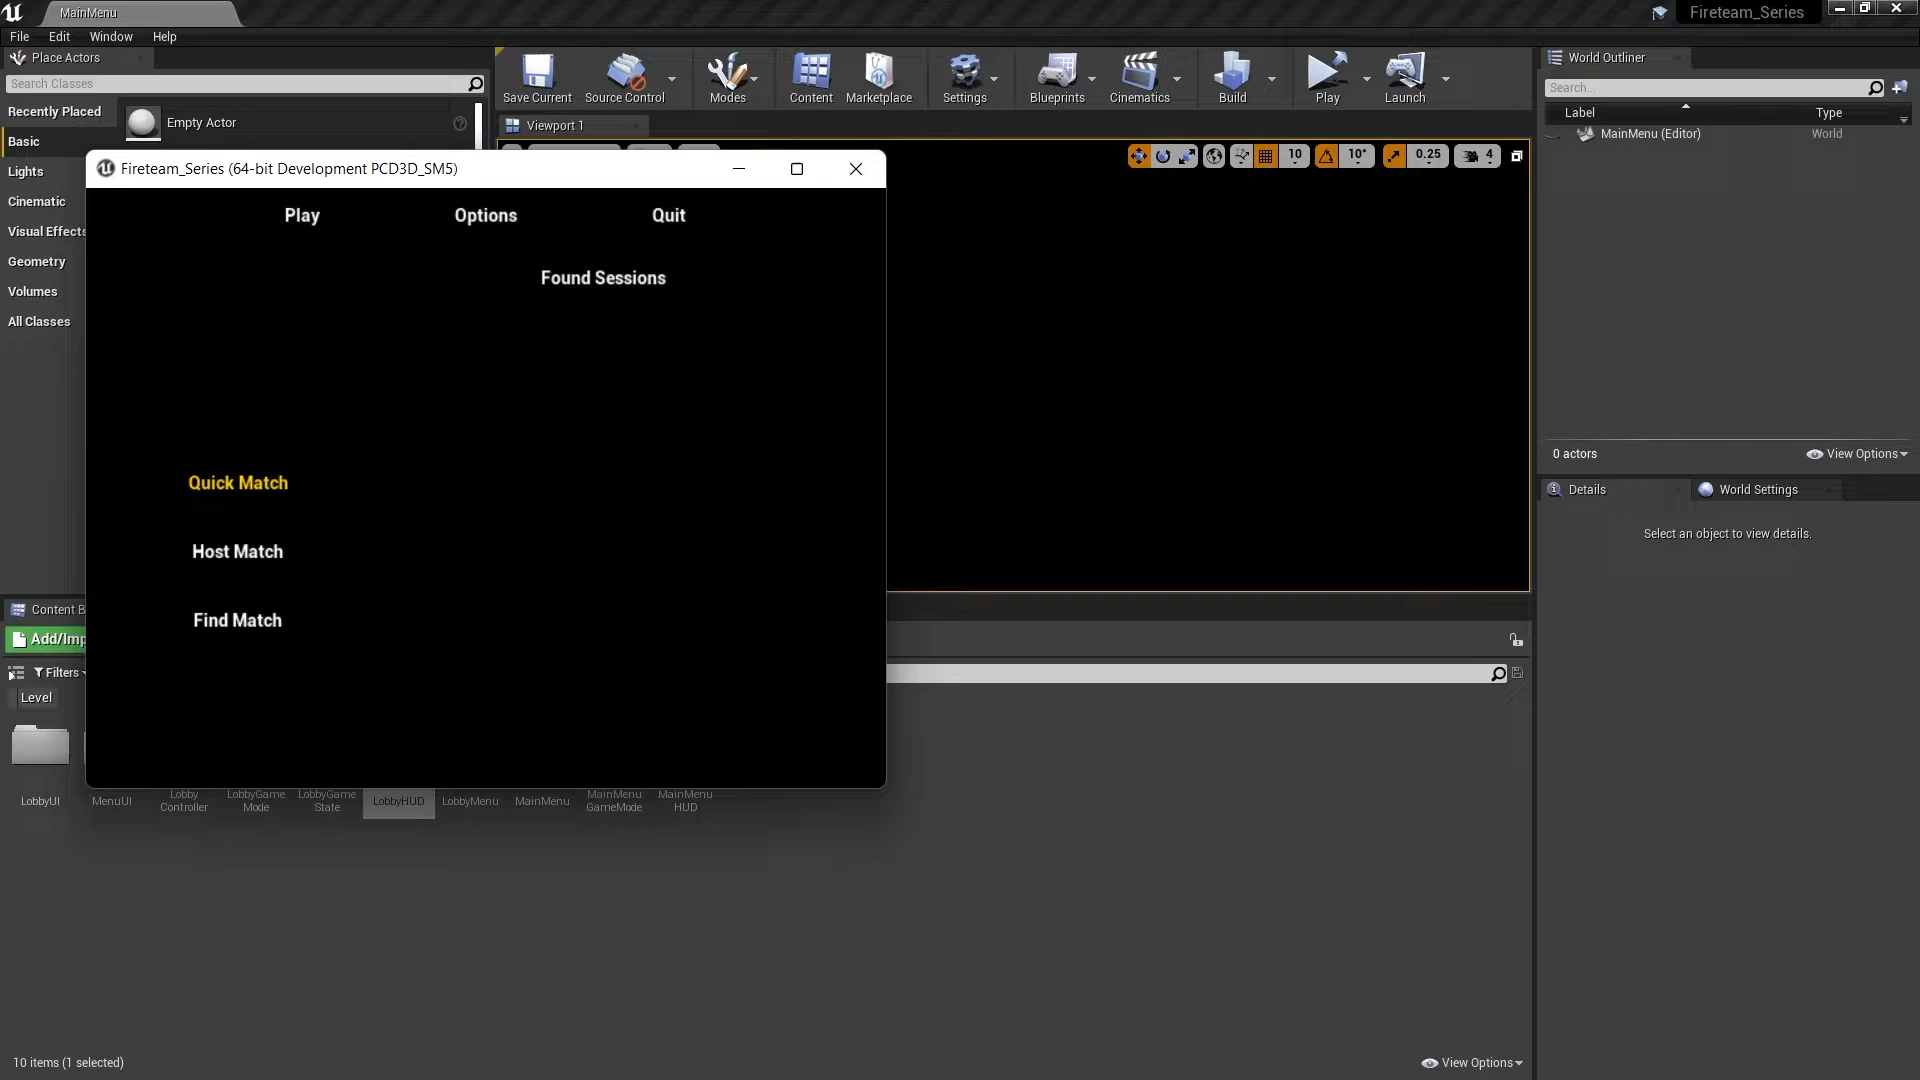 MainMenu
Fireteam_Series
File Edit Window Help
Place Actors
Search Classes
Recently Placed
Basic
Lights
Cinematic
Visual Effects
Geometry
Volumes
All Classes
Empty Actor
Save Current
Source Control
Modes
Content
Marketplace
Settings
Blueprints
Cinematics
Build
Play
Launch
Viewport 1
10
10°
0.25
4
Fireteam_Series (64-bit Development PCD3D_SM5)
Play
Options
Quit
Found Sessions
Quick Match
Host Match
Find Match
World Outliner
Search...
Label
Type
MainMenu (Editor)
World
0 actors
View Options
Details
World Settings
Select an object to view details.
Content B
Add/Imp
Filters
Level
LobbyUI
MenuUI
Lobby
Controller
LobbyGame
Mode
LobbyGame
State
LobbyHUD
LobbyMenu
MainMenu
MainMenu
GameMode
MainMenu
HUD
10 items (1 selected)
View Options